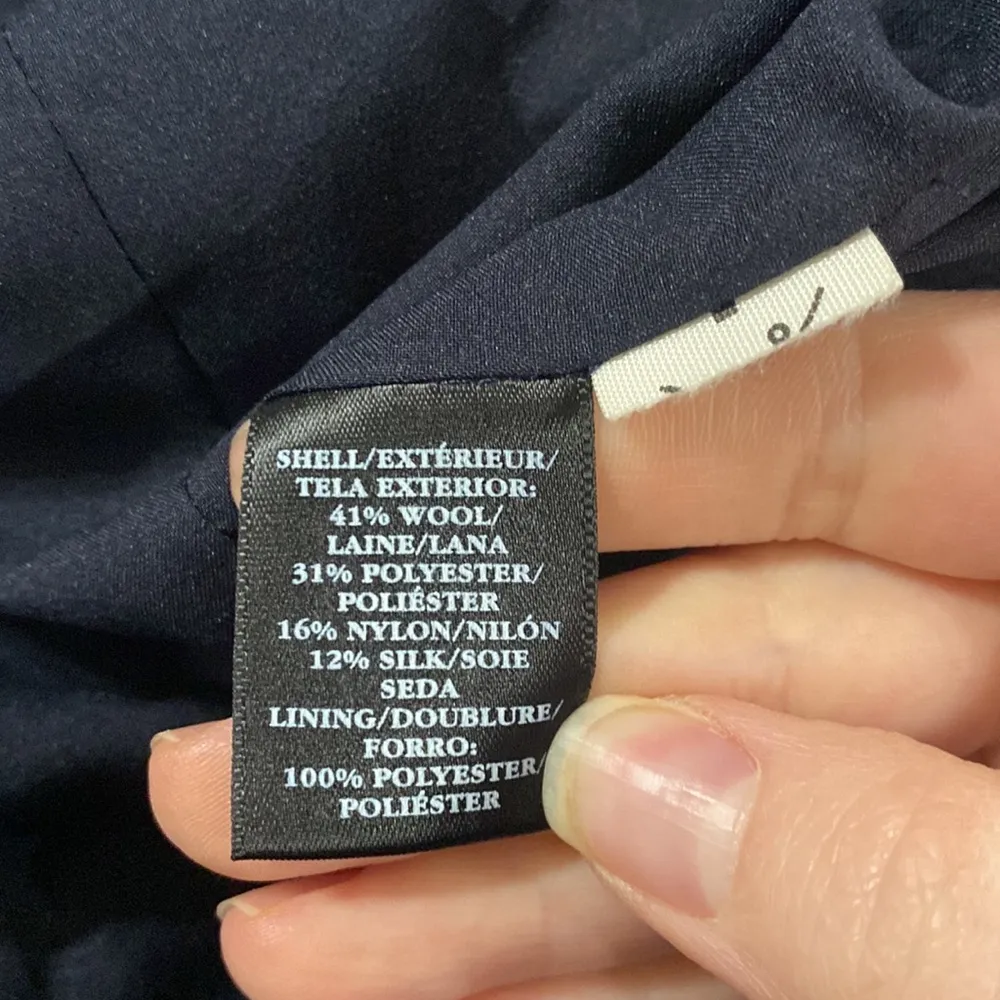 SHELL/EXTÉRIEUR/
TELA EXTERIOR:
41% WOOL/
LAINE/LANA
31% POLYESTER/
POLIÉSTER
16% NYLON/NILÓN
12% SILK/SOIE
SEDA
LINING/DOUBLURE/
FORRO:
100% POLYESTER/
POLIÉSTER